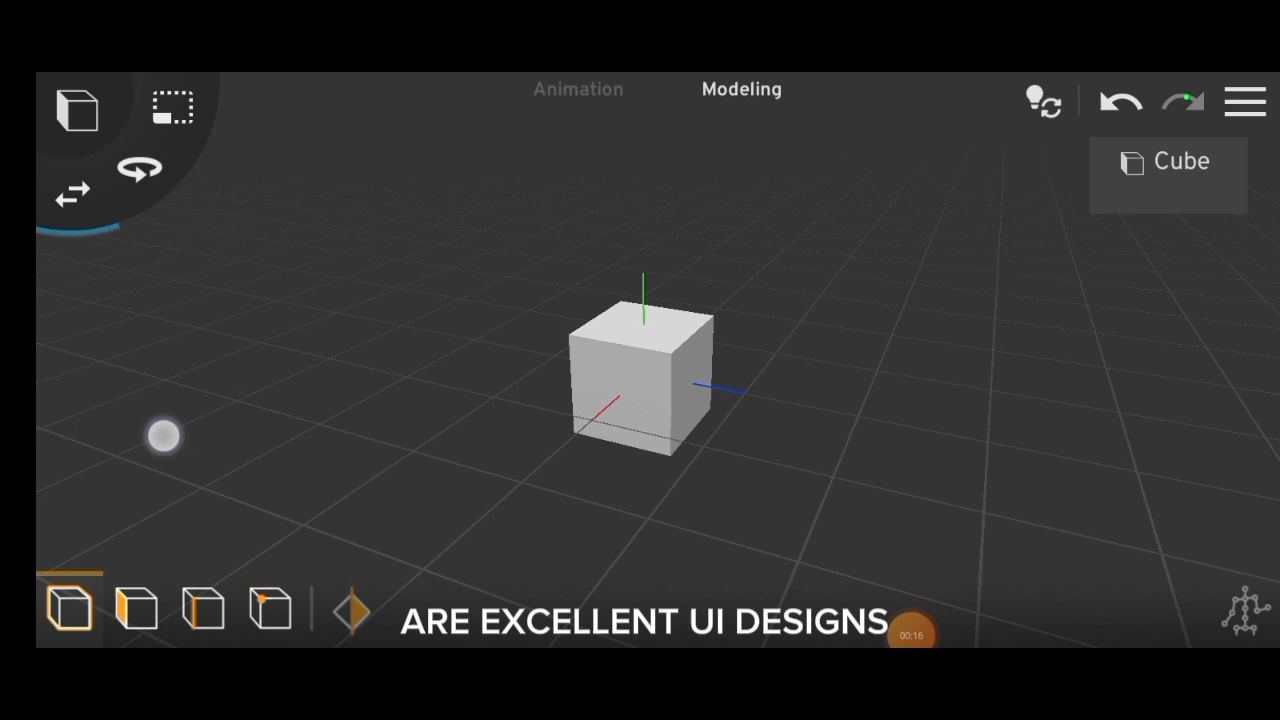 Animation
Modeling
Cube
ARE EXCELLENT UI DESIGNS
00:16